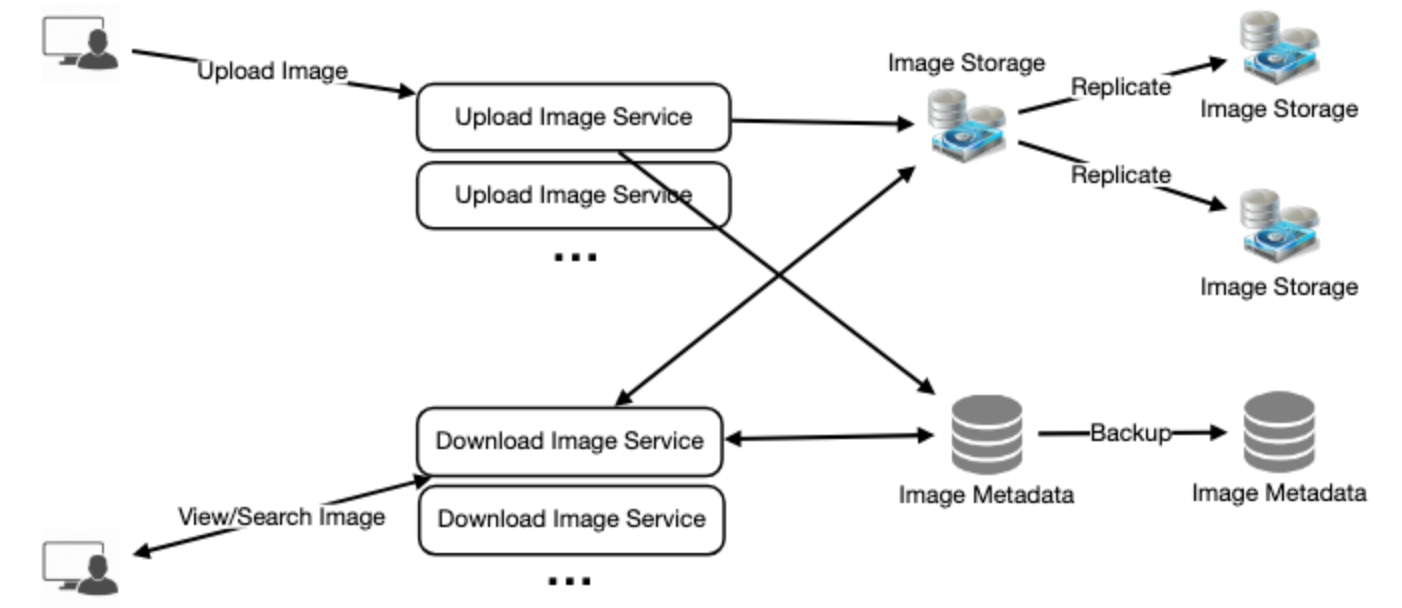 Upload Image
Upload Image Service
Upload Image Service
...
Image Storage
Replicate
Image Storage
Replicate
Image Storage
View/Search Image
Download Image Service
Download Image Service
...
Image Metadata
Backup
Image Metadata